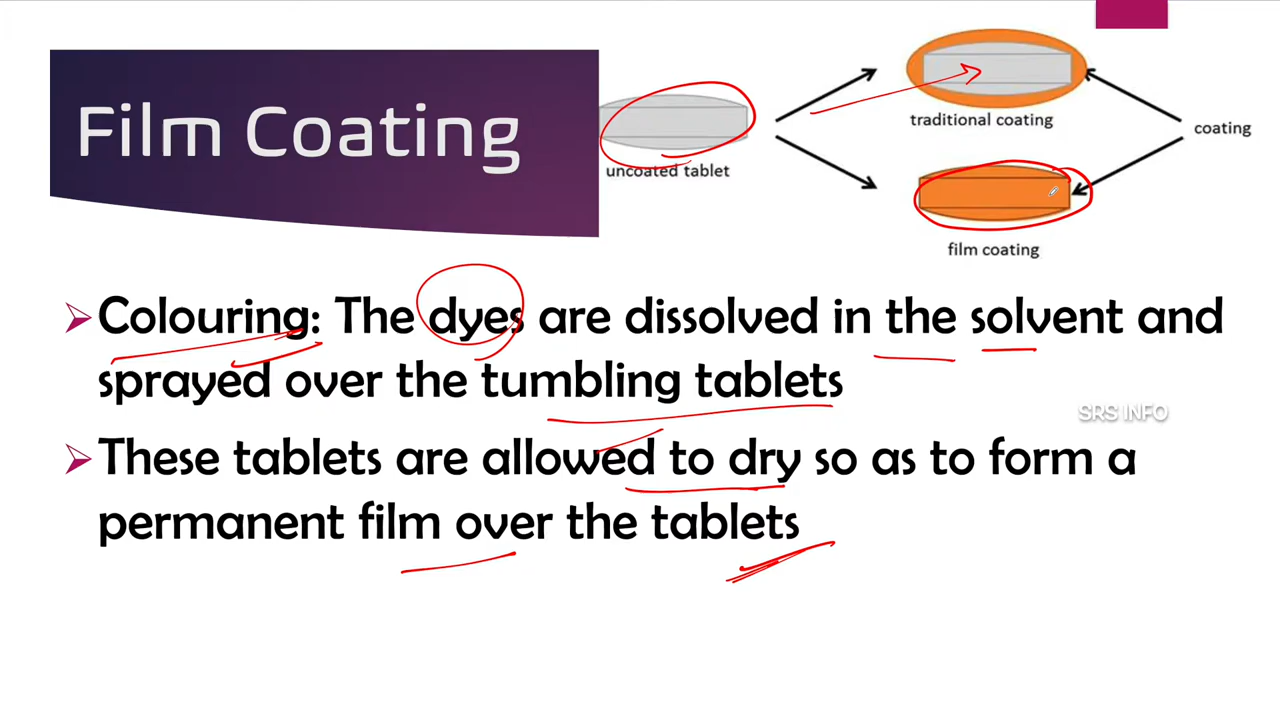 Film Coating
uncoated tablet
traditional coating
coating
film coating
Colouring: The dyes are dissolved in the solvent and
sprayed over the tumbling tablets
SRS INFO
These tablets are allowed to dry so as to form a
permanent film over the tablets